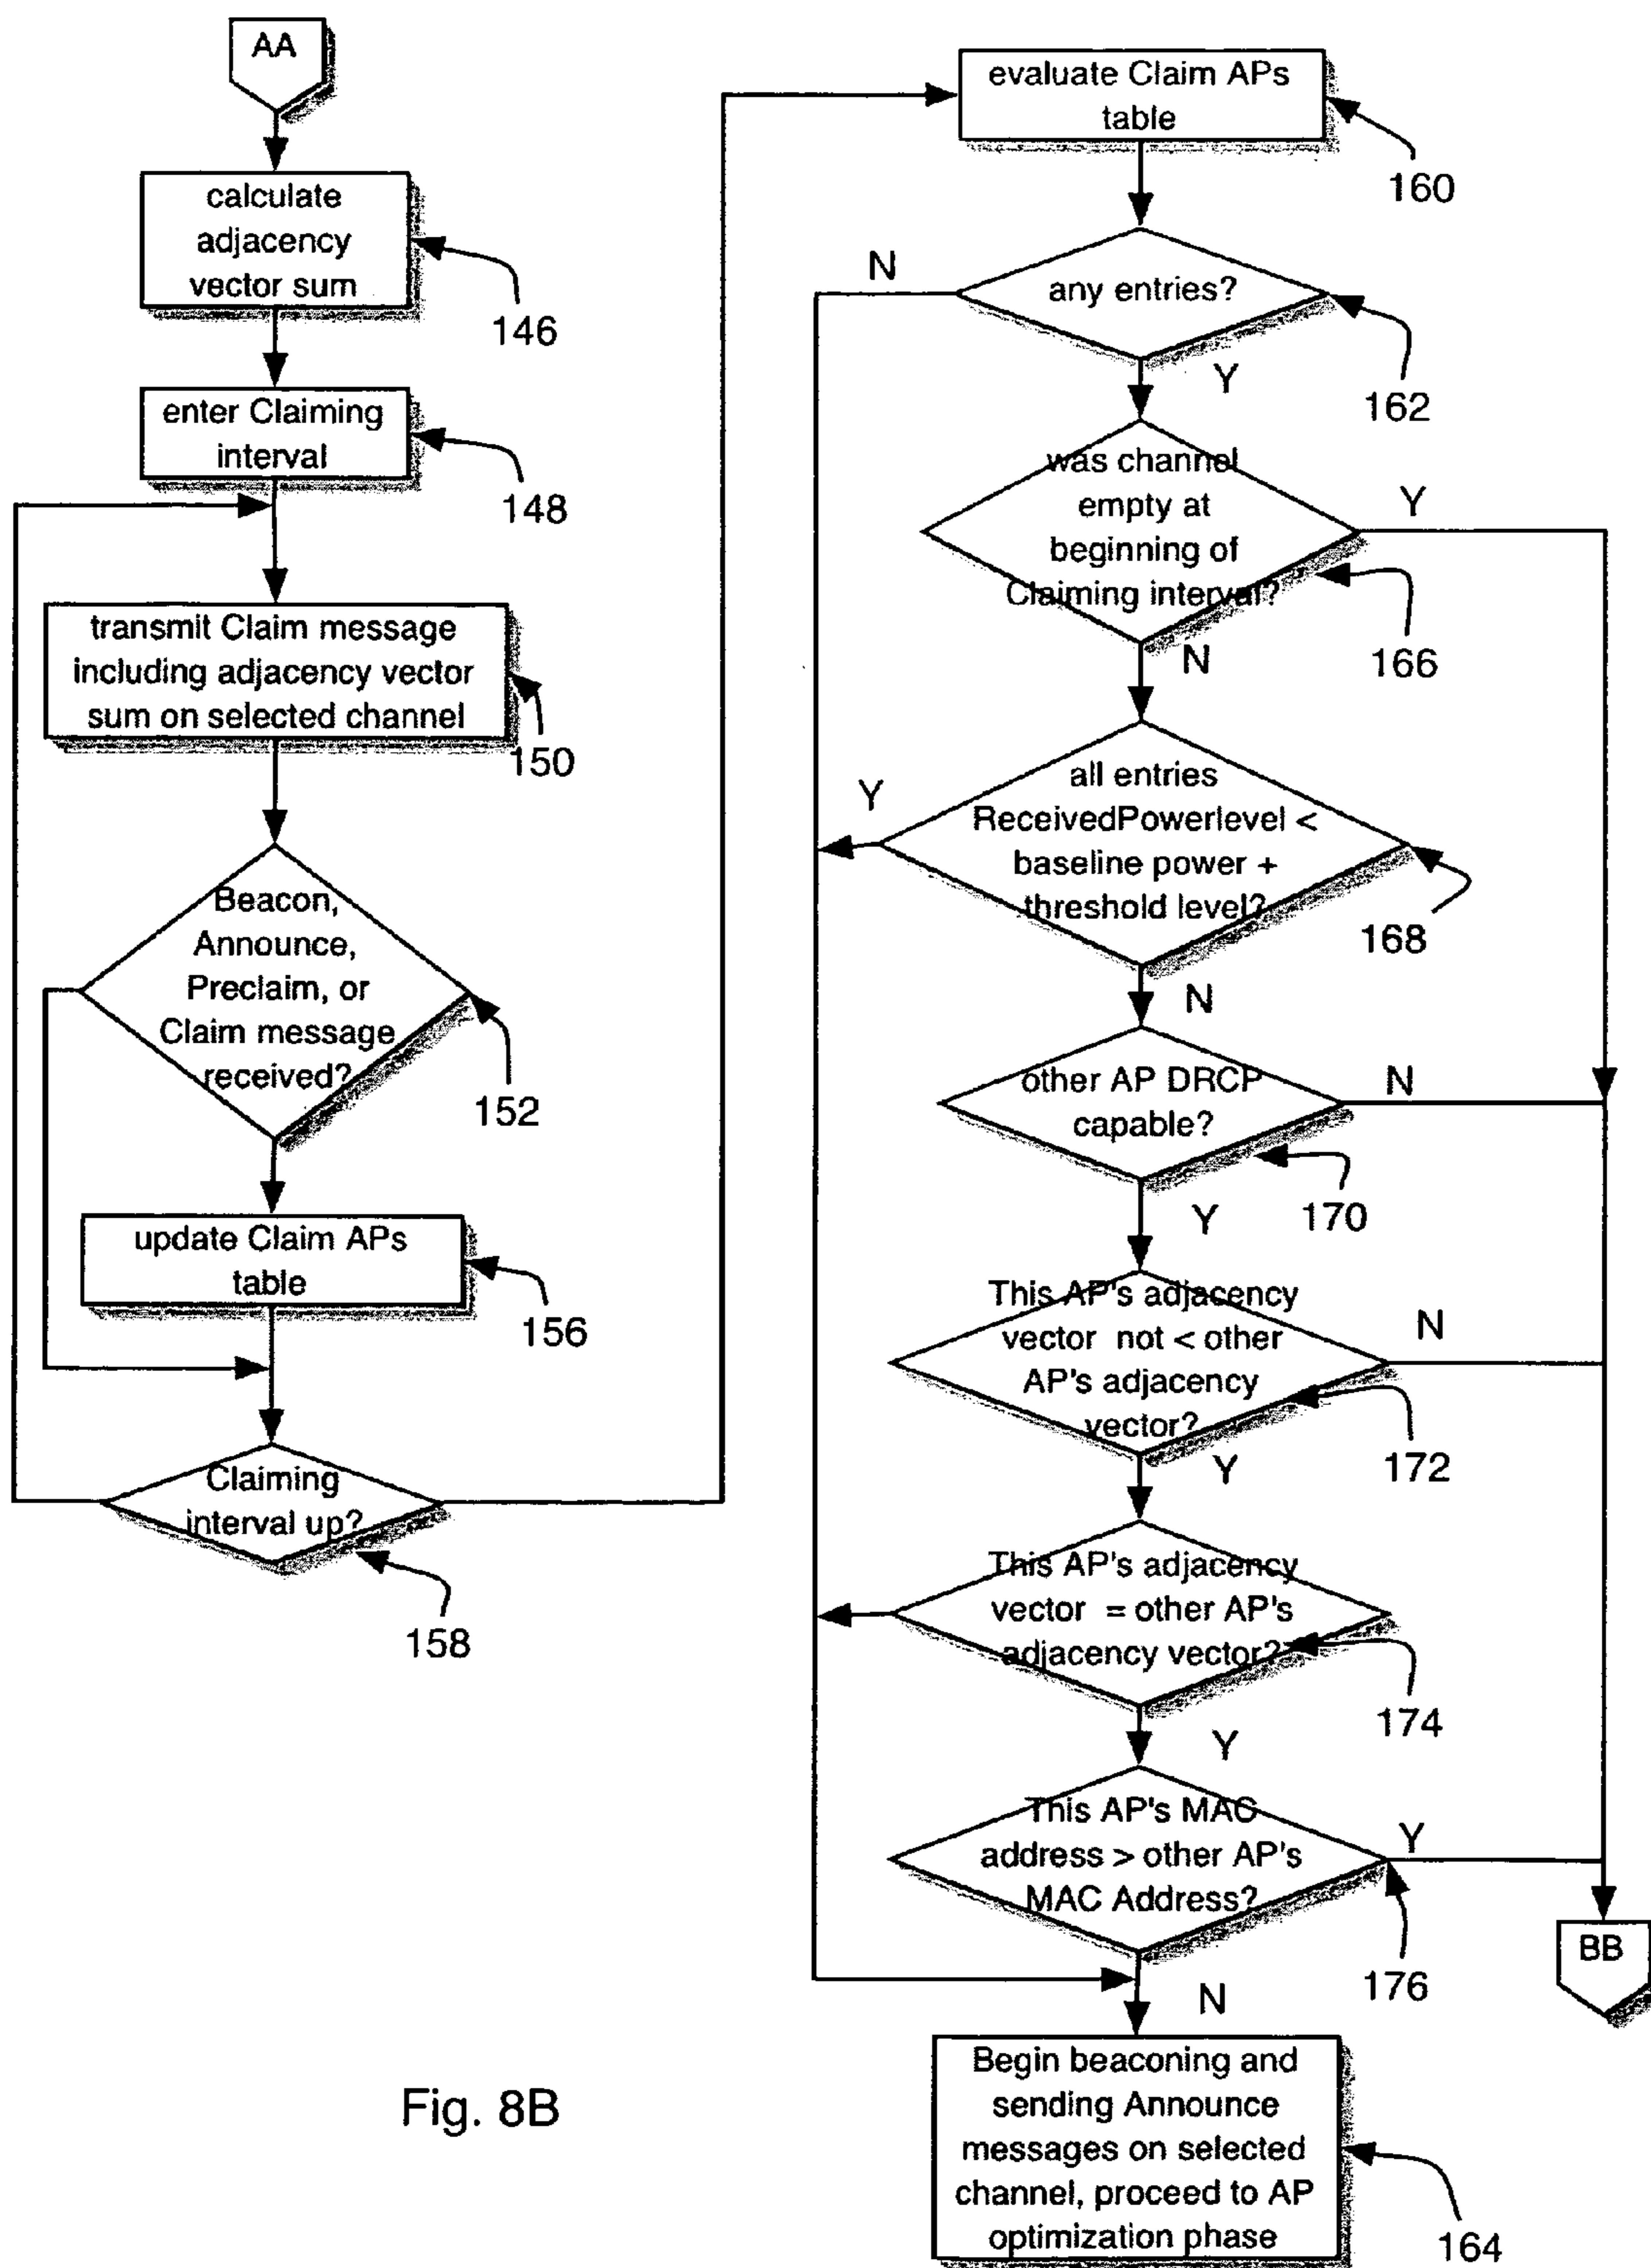 AA
calculate
adjacency
vector sum
146
enter Claiming
interval
148
transmit Claim message
including adjacency vector
sum on selected channel
150
Beacon,
Announce,
Preclaim, or
Claim message
received?
152
update Claim APs
table
156
Claiming
interval up?
158
evaluate Claim APs
table
160
any entries?
N
Y
162
was channel
empty at
beginning of
Claiming interval?
Y
N
166
all entries
ReceivedPowerlevel <
baseline power +
threshold level?
Y
N
168
other AP DRCP
capable?
N
Y
170
This AP's adjacency
vector not < other
AP's adjacency
vector?
N
Y
172
This AP's adjacency
vector = other AP's
adjacency vector?
174
Y
This AP's MAC
address > other AP's
MAC Address?
Y
176
N
BB
Begin beaconing and
sending Announce
messages on selected
channel, proceed to AP
optimization phase
164
Fig. 8B